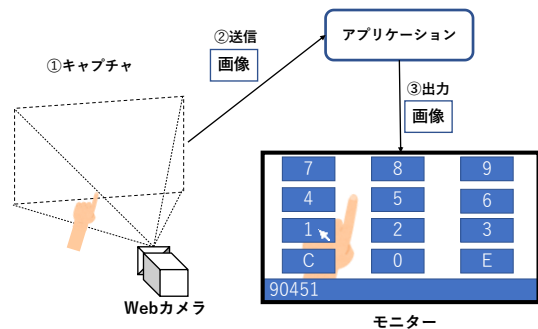 ②送信
画像
アプリケーション
①キャプチャ
③出力
画像
7 8 9
4 5 6
1 2 3
C 0 E
90451
Webカメラ
モニター